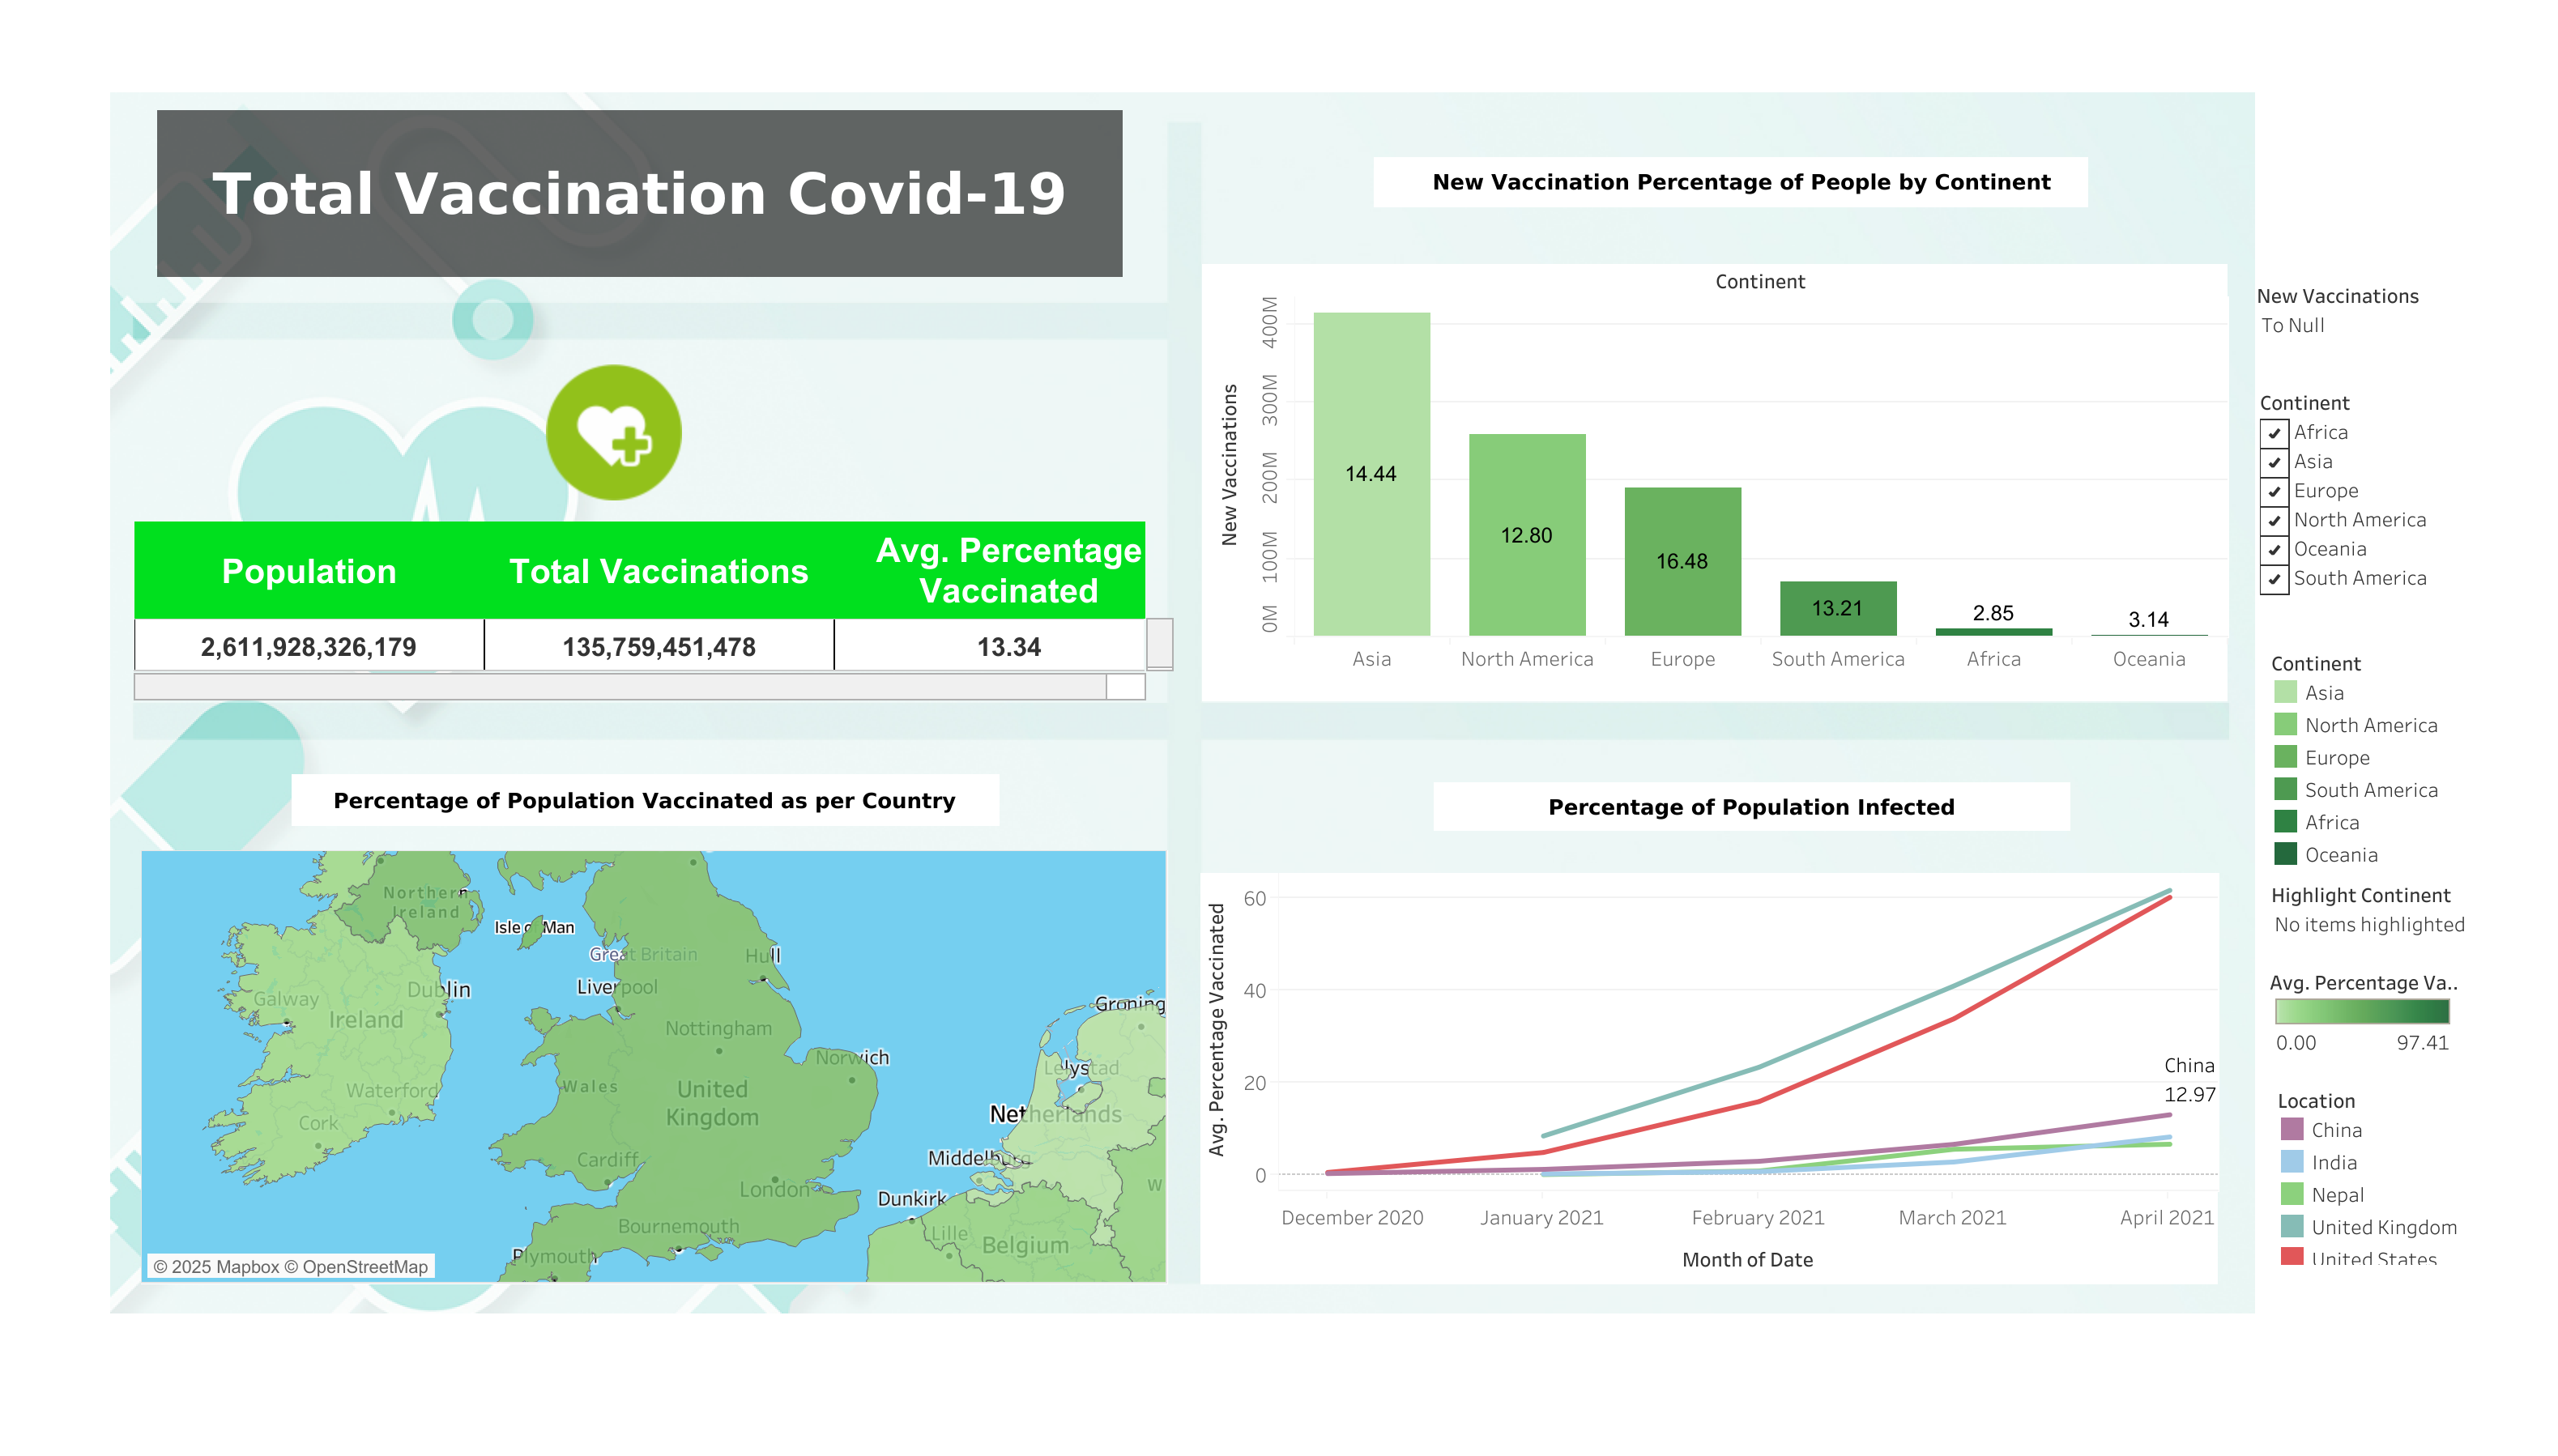 Total Vaccination Covid-19
Population
Total Vaccinations
Avg. Percentage
Vaccinated
2,611,928,326,179
135,759,451,478
13.34
New Vaccination Percentage of People by Continent
Continent
New Vaccinations
400M
300M
200M
100M
0M
14.44
12.80
16.48
13.21
2.85
3.14
Asia
North America
Europe
South America
Africa
Oceania
Percentage of Population Vaccinated as per Country
Northern
Ireland
Isle of Man
Great Britain
Hull
Galway
Dublin
Liverpool
Groning
Ireland
Nottingham
Norwich
Lelystad
Waterford
Wales
United
Kingdom
Netherlands
Cork
Cardiff
Middelburg
London
Dunkirk
W
Bournemouth
Lille
Belgium
Plymouth
© 2025 Mapbox © OpenStreetMap
Percentage of Population Infected
Avg. Percentage Vaccinated
60
40
20
0
China
12.97
December 2020
January 2021
February 2021
March 2021
April 2021
Month of Date
New Vaccinations
To Null
Continent
Africa
Asia
Europe
North America
Oceania
South America
Continent
Asia
North America
Europe
South America
Africa
Oceania
Highlight Continent
No items highlighted
Avg. Percentage Va..
0.00
97.41
Location
China
India
Nepal
United Kingdom
United States